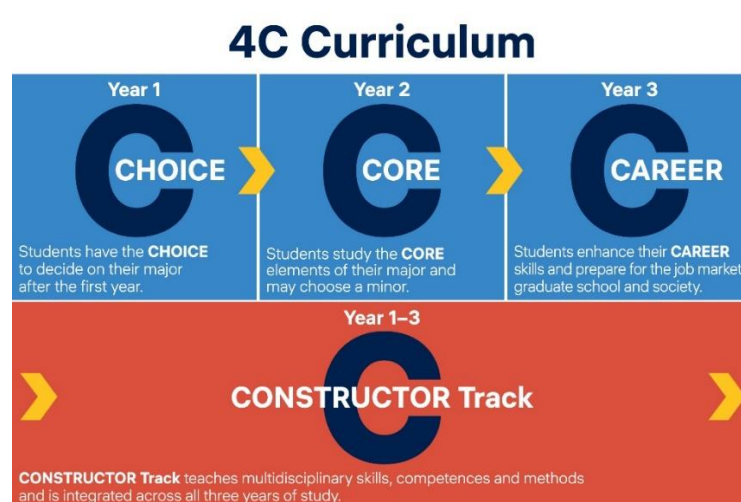 4C Curriculum
Year 1
CHOICE
Students have the CHOICE
to decide on their major
after the first year.
Year 2
CORE
Students study the CORE
elements of their major and
may choose a minor.
Year 3
CAREER
Students enhance their CAREER
skills and prepare for the job market,
graduate school and society.
Year 1–3
CONSTRUCTOR Track
CONSTRUCTOR Track teaches multidisciplinary skills, competences and methods
and is integrated across all three years of study.